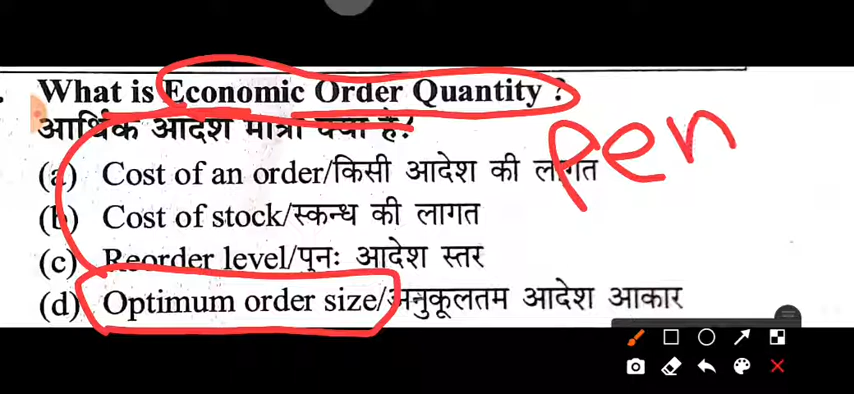 What is Economic Order Quantity ?
आर्थिक आदेश मात्रा क्या है?
(a) Cost of an order/किसी आदेश की लागत
(b) Cost of stock/स्कन्ध की लागत
(c) Reorder level/पुनः आदेश स्तर
(d) Optimum order size/अनुकूलतम आदेश आकार
Pen